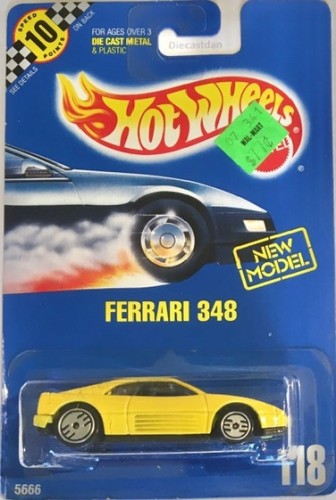 SPEED
10
POINTS
ON BACK
SEE DETAILS
FOR AGES OVER 3
DIE CAST METAL
& PLASTIC
Diecastdan
HOT WHEELS
WAL-MART
NEW
MODEL
FERRARI 348
5666
118